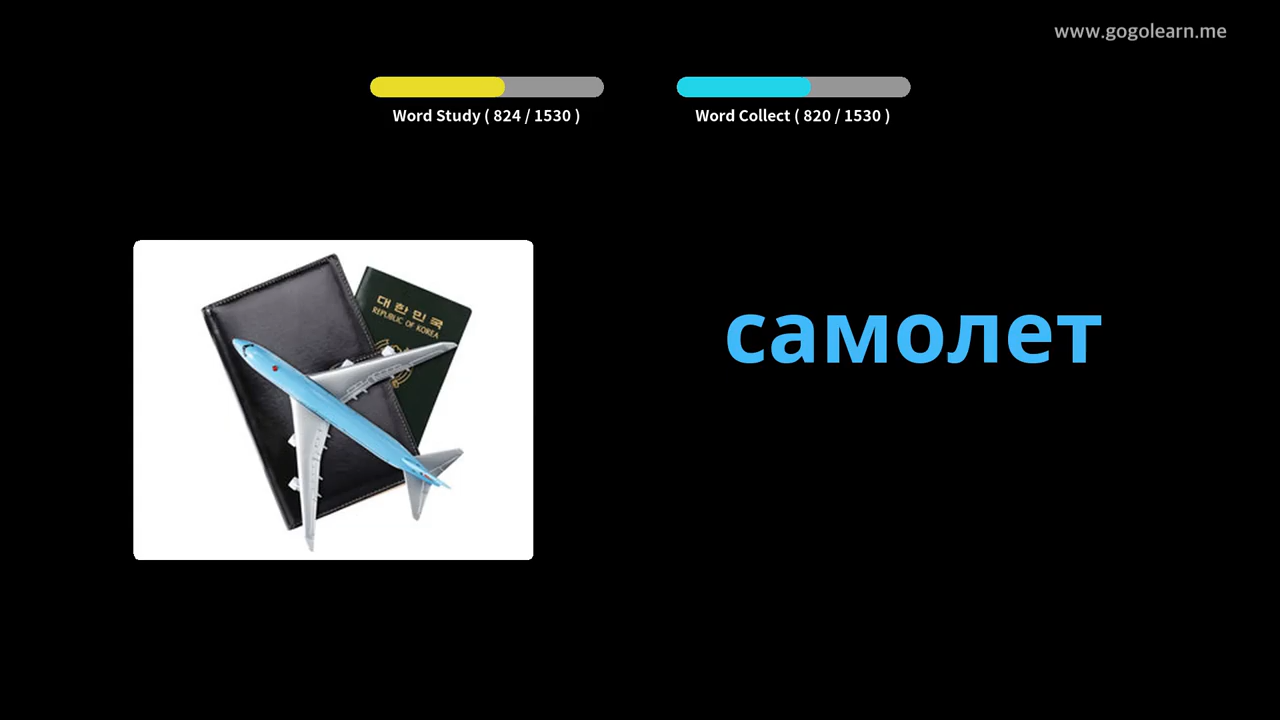 www.gogolearn.me
Word Study ( 824 / 1530 )
Word Collect ( 820 / 1530 )
대한민국
REPUBLIC OF KOREA
самолет